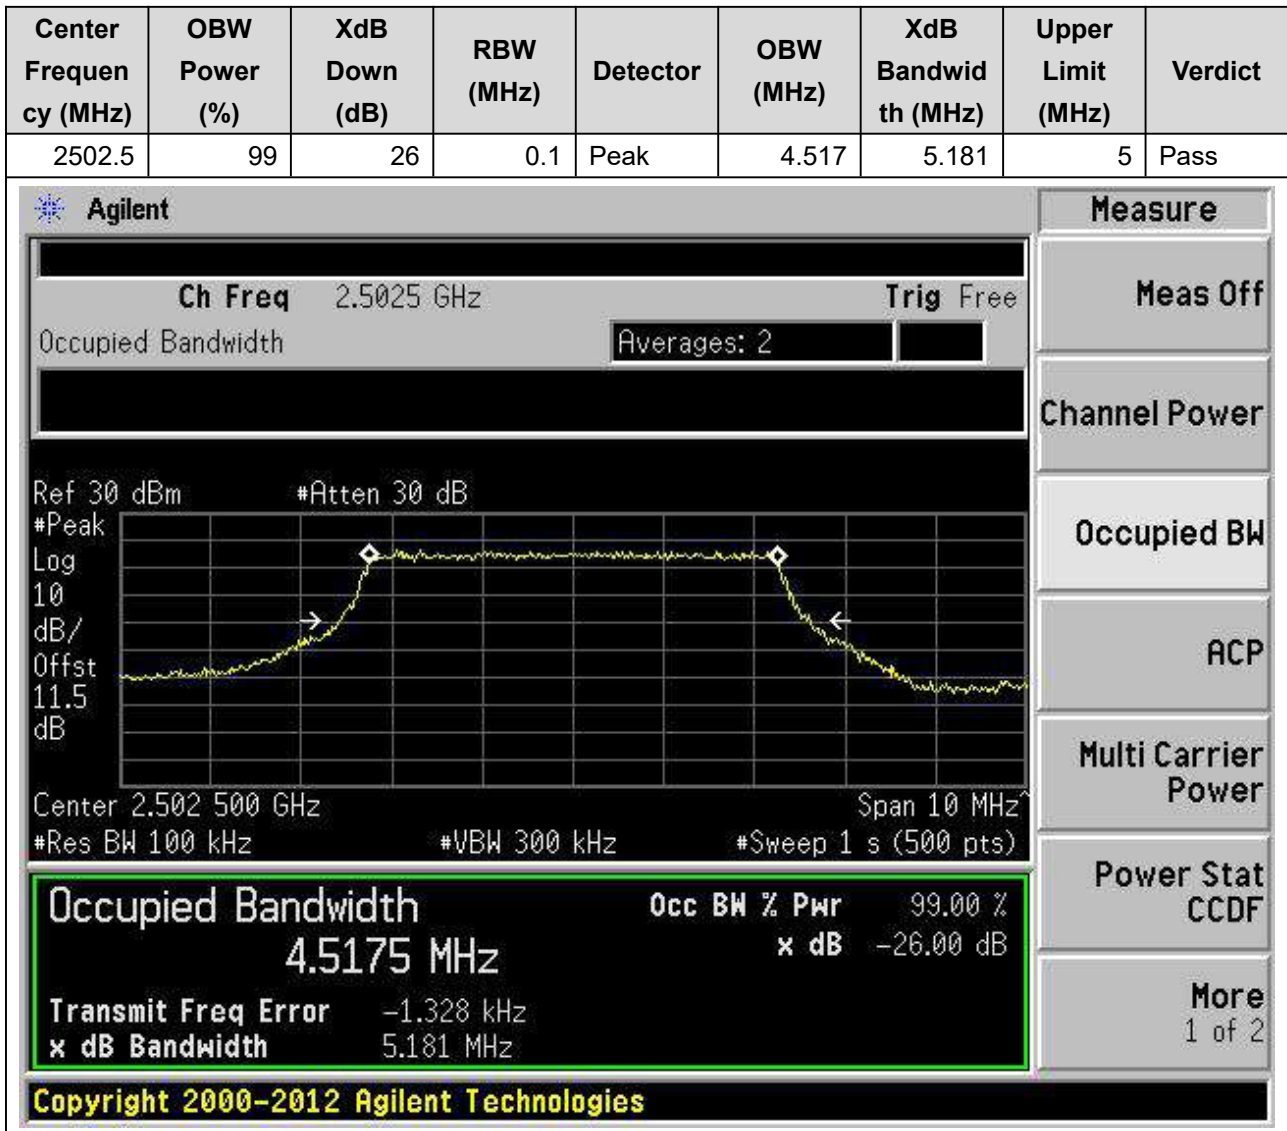 Center Frequen cy (MHz) OBW Power (%) XdB Down (dB) RBW (MHz) Detector OBW (MHz) XdB Bandwid th (MHz) Upper Limit (MHz) Verdict
2502.5 99 26 0.1 Peak 4.517 5.181 5 Pass
Agilent
Ch Freq 2.5025 GHz Trig Free
Occupied Bandwidth Averages: 2
Ref 30 dBm #Atten 30 dB
#Peak
Log
10
dB/
Offst
11.5
dB
Center 2.502 500 GHz Span 10 MHz^
#Res BW 100 kHz #VBW 300 kHz #Sweep 1 s (500 pts)
Occupied Bandwidth Occ BW % Pwr 99.00 %
4.5175 MHz x dB -26.00 dB
Transmit Freq Error -1.328 kHz
x dB Bandwidth 5.181 MHz
Copyright 2000-2012 Agilent Technologies
Measure
Meas Off
Channel Power
Occupied BW
ACP
Multi Carrier
Power
Power Stat
CCDF
More
1 of 2